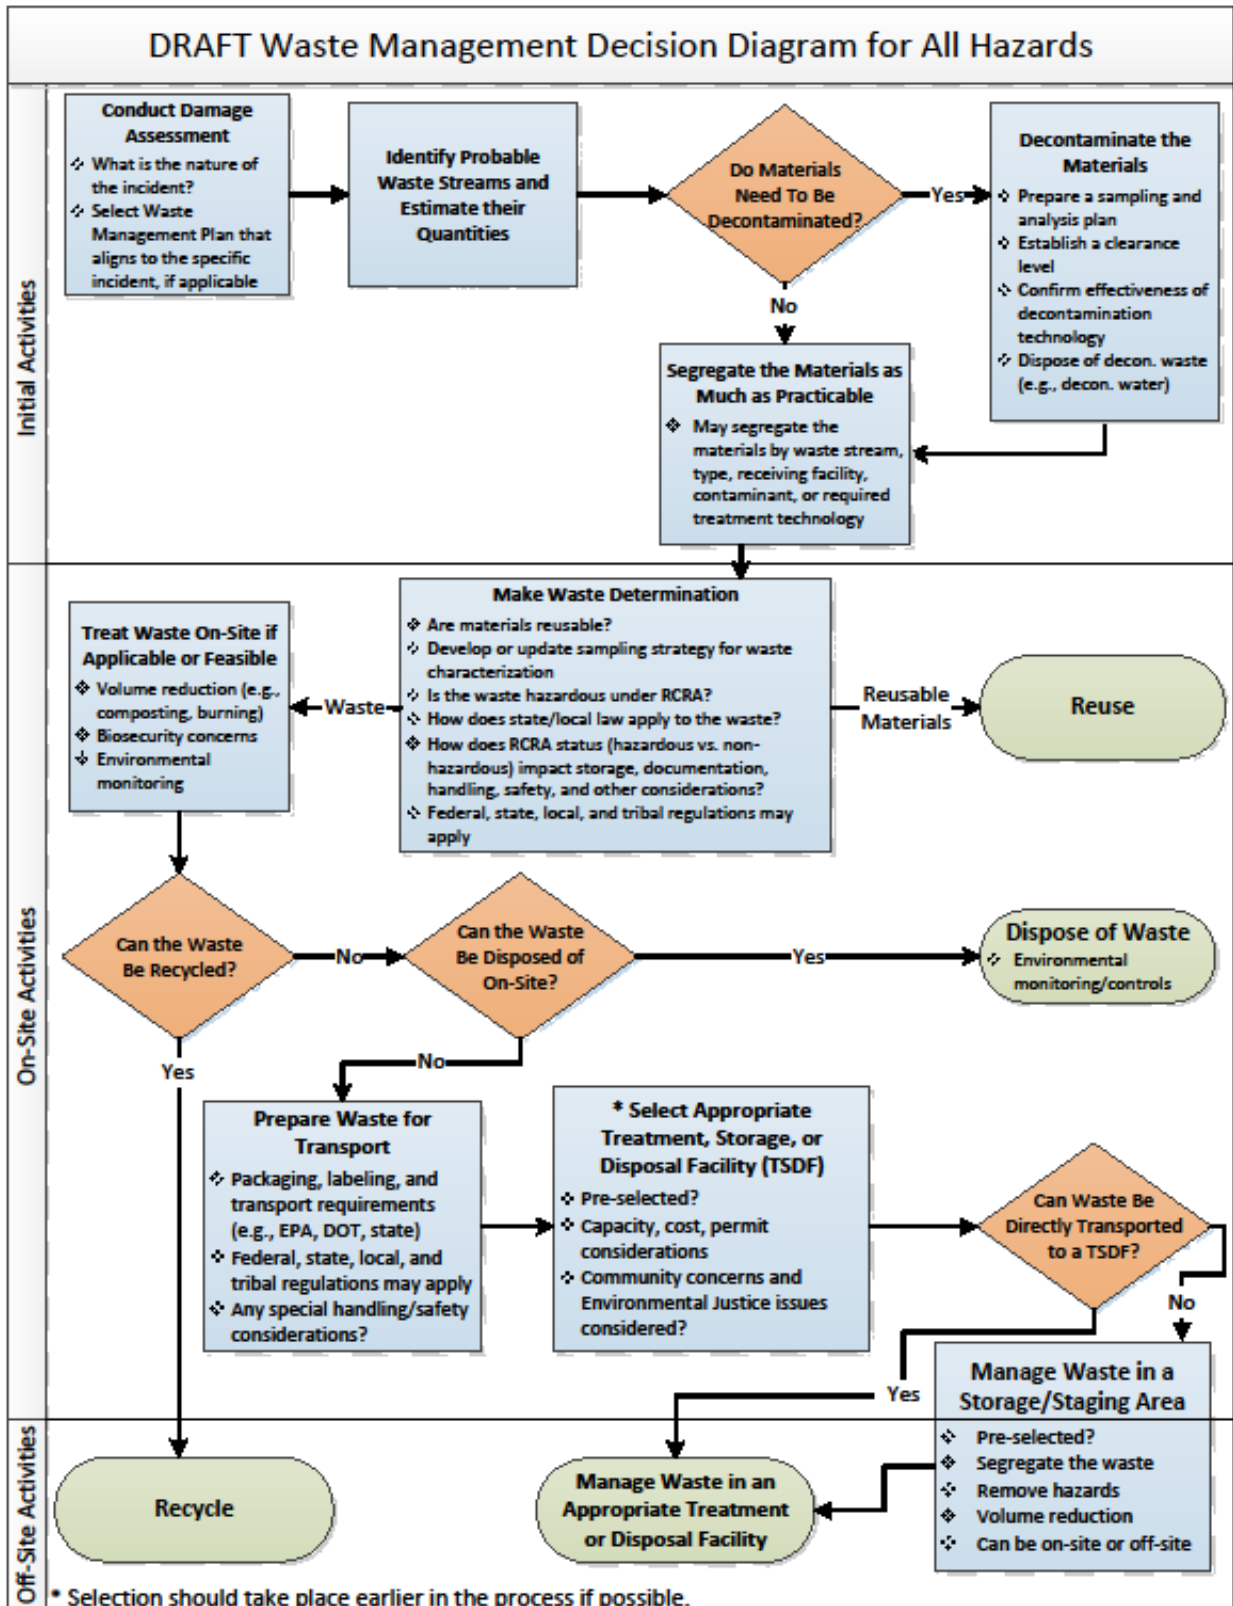 DRAFT Waste Management Decision Diagram for All Hazards
Initial Activities
Conduct Damage
Assessment
What is the nature of
the incident?
Select Waste
Management Plan that
aligns to the specific
incident, if applicable
Identify Probable
Waste Streams and
Estimate their
Quantities
Do Materials
Need To Be
Decontaminated?
Yes
No
Decontaminate the
Materials
Prepare a sampling and
analysis plan
Establish a clearance
level
Confirm effectiveness of
decontamination
technology
Dispose of decon. waste
(e.g., decon. water)
Segregate the Materials as
Much as Practicable
May segregate the
materials by waste stream,
type, receiving facility,
contaminant, or required
treatment technology
On-Site Activities
Make Waste Determination
Are materials reusable?
Develop or update sampling strategy for waste
characterization
Is the waste hazardous under RCRA?
How does state/local law apply to the waste?
How does RCRA status (hazardous vs. non-
hazardous) impact storage, documentation,
handling, safety, and other considerations?
Federal, state, local, and tribal regulations may
apply
Waste
Reusable
Materials
Reuse
Treat Waste On-Site if
Applicable or Feasible
Volume reduction (e.g.,
composting, burning)
Biosecurity concerns
Environmental
monitoring
Can the Waste
Be Recycled?
No
Can the Waste
Be Disposed of
On-Site?
Yes
Dispose of Waste
Environmental
monitoring/controls
Yes
No
Prepare Waste for
Transport
Packaging, labeling, and
transport requirements
(e.g., EPA, DOT, state)
Federal, state, local, and
tribal regulations may apply
Any special handling/safety
considerations?
* Select Appropriate
Treatment, Storage, or
Disposal Facility (TSDF)
Pre-selected?
Capacity, cost, permit
considerations
Community concerns and
Environmental Justice issues
considered?
Can Waste Be
Directly Transported
to a TSDF?
No
Yes
Manage Waste in a
Storage/Staging Area
Pre-selected?
Segregate the waste
Remove hazards
Volume reduction
Can be on-site or off-site
Off-Site Activities
Recycle
Manage Waste in an
Appropriate Treatment
or Disposal Facility
* Selection should take place earlier in the process if possible.